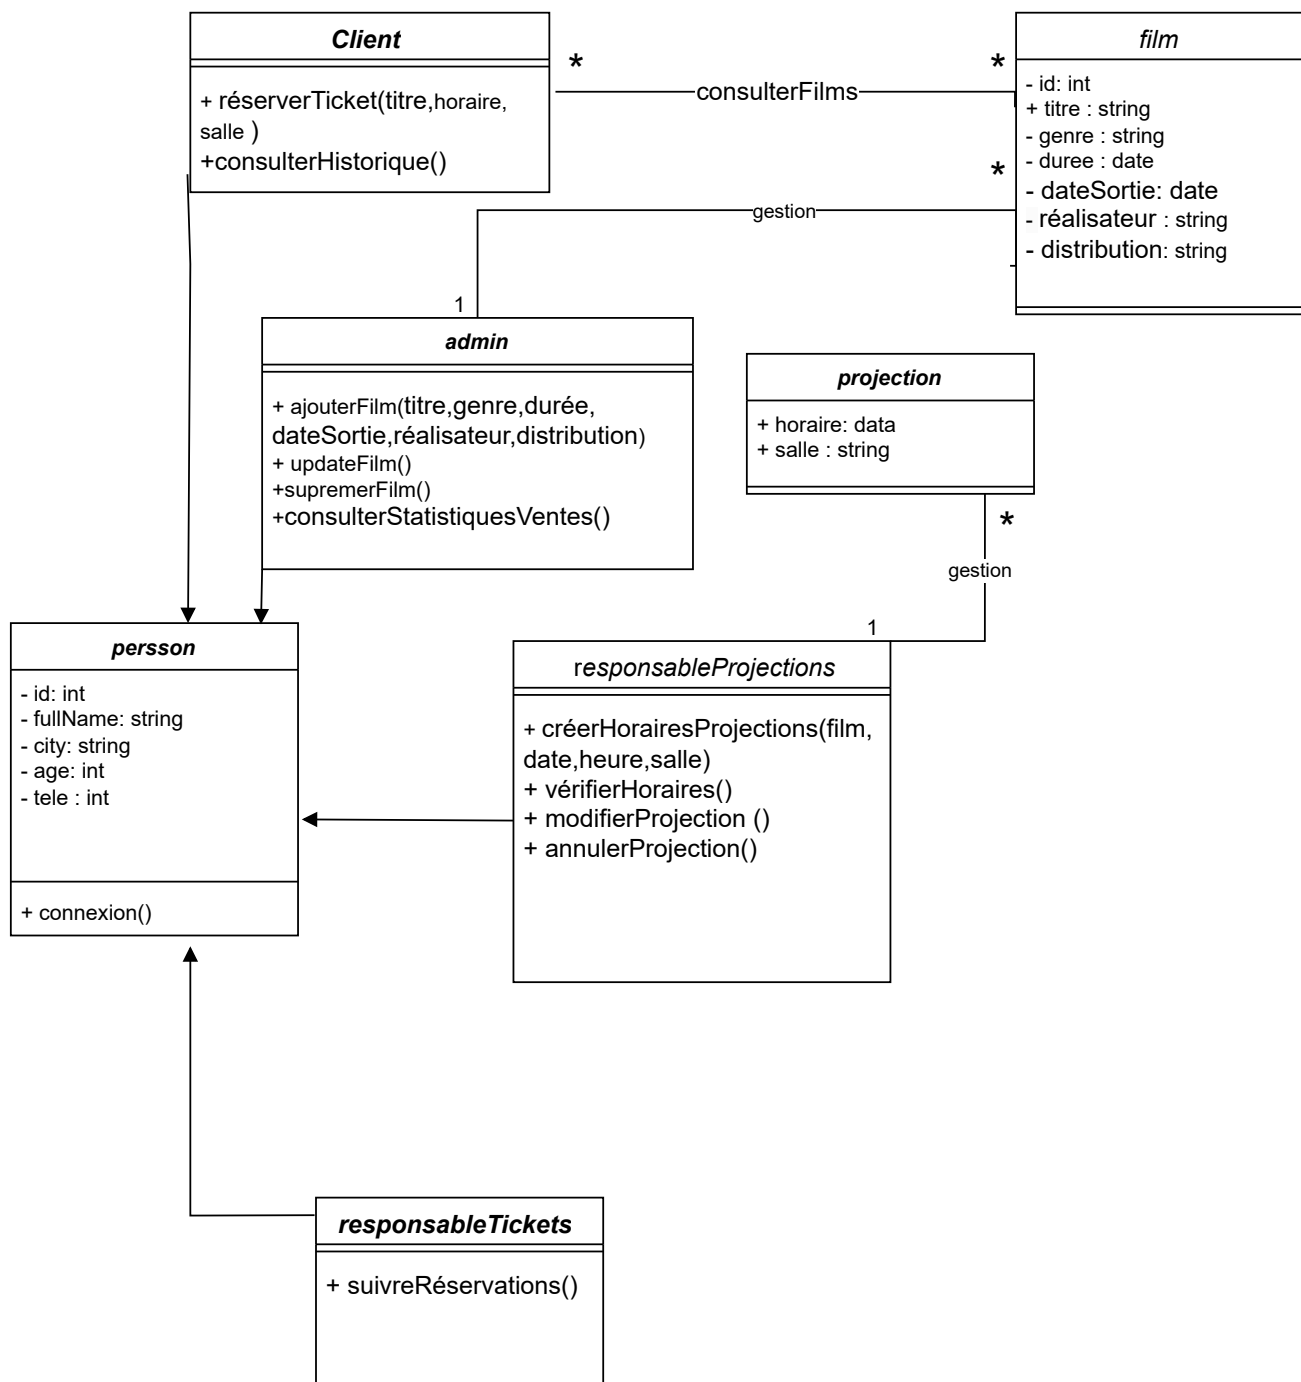 Client
+ réserverTicket(titre,horaire,
salle )
+consulterHistorique()
*
consulterFilms
*
film
- id: int
+ titre : string
- genre : string
- duree : date
- dateSortie: date
- réalisateur : string
- distribution: string
*
gestion
1
admin
+ ajouterFilm(titre,genre,durée,
dateSortie,réalisateur,distribution)
+ updateFilm()
+supremerFilm()
+consulterStatistiquesVentes()
projection
+ horaire: data
+ salle : string
*
gestion
1
persson
- id: int
- fullName: string
- city: string
- age: int
- tele : int
+ connexion()
responsableProjections
+ créerHorairesProjections(film,
date,heure,salle)
+ vérifierHoraires()
+ modifierProjection ()
+ annulerProjection()
responsableTickets
+ suivreRéservations()